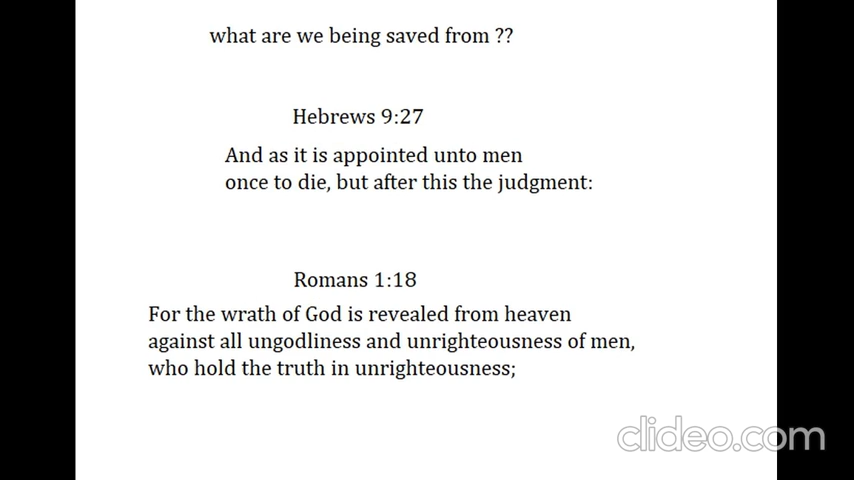 what are we being saved from ??
Hebrews 9:27
And as it is appointed unto men
once to die, but after this the judgment:
Romans 1:18
For the wrath of God is revealed from heaven
against all ungodliness and unrighteousness of men,
who hold the truth in unrighteousness;
clideo.com